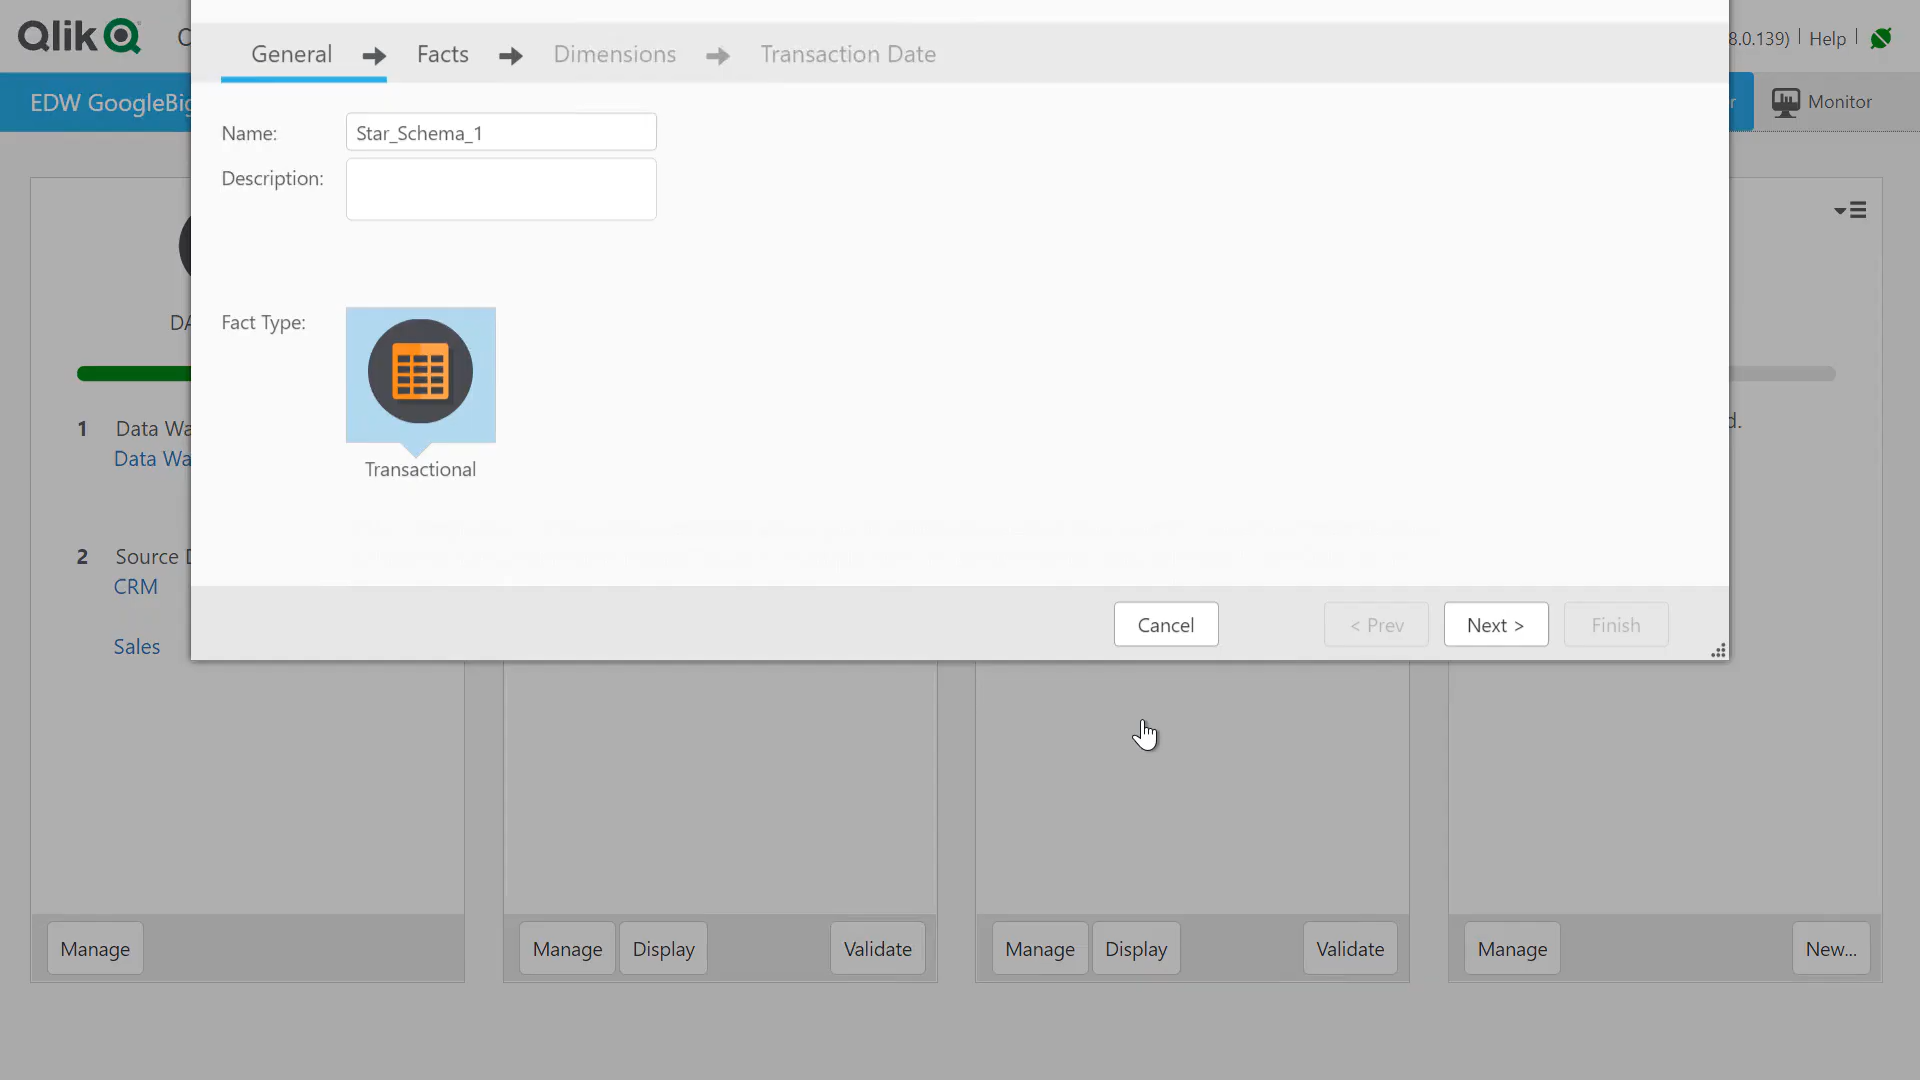 Qlik
8.0.139) | Help |
General Facts Dimensions Transaction Date
EDW GoogleBig
Monitor
Name: Star_Schema_1
Description:
Fact Type:
Transactional
1 Data Wa
Data Wa
2 Source D
CRM
Sales
Cancel < Prev Next > Finish
Manage Manage Display Validate Manage Display Validate Manage New...